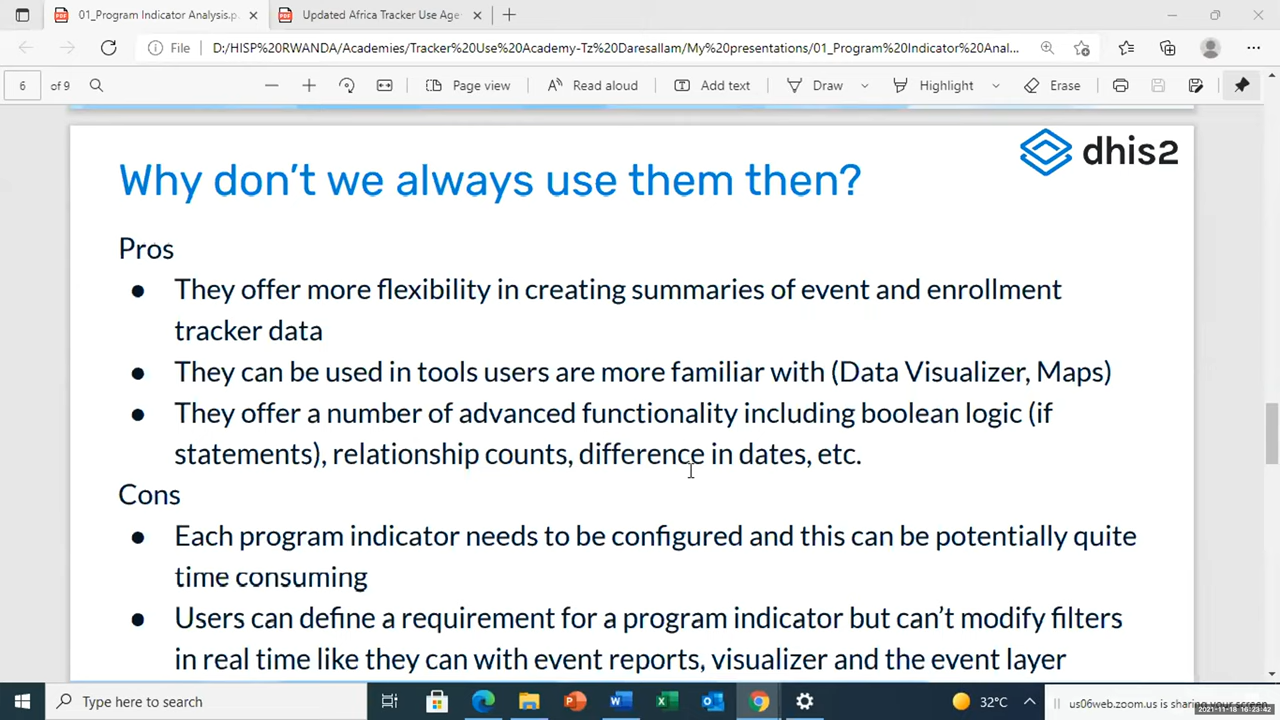 01_Program Indicator Analysis.p
Updated Africa Tracker Use Age
File
D:/HISP%20RWANDA/Academies/Tracker%20Use%20Academy-Tz%20Daresallam/My%20presentations/01_Program%20Indicator%20Anal...
6 of 9
Page view
Read aloud
Add text
Draw
Highlight
Erase
dhis2
Why don't we always use them then?
Pros
● They offer more flexibility in creating summaries of event and enrollment
tracker data
● They can be used in tools users are more familiar with (Data Visualizer, Maps)
● They offer a number of advanced functionality including boolean logic (if
statements), relationship counts, difference in dates, etc.
Cons
● Each program indicator needs to be configured and this can be potentially quite
time consuming
● Users can define a requirement for a program indicator but can't modify filters
in real time like they can with event reports, visualizer and the event layer
Type here to search
32°C
us06web.zoom.us is sharing your screen.
2021-11-18 16:23:42